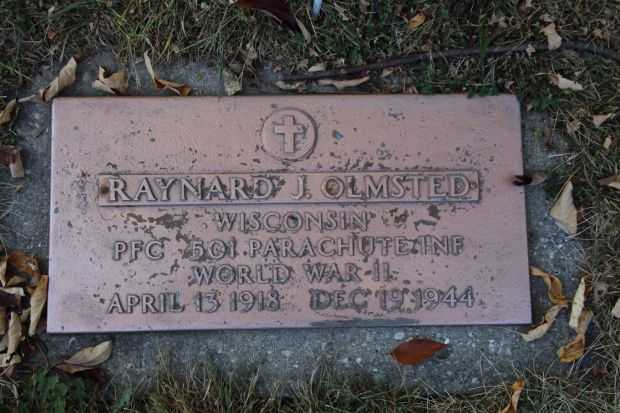 RAYNARD J. OLMSTED
WISCONSIN
PFC 501 PARACHUTE INF
WORLD WAR II
APRIL 13 1918 DEC 19 1944